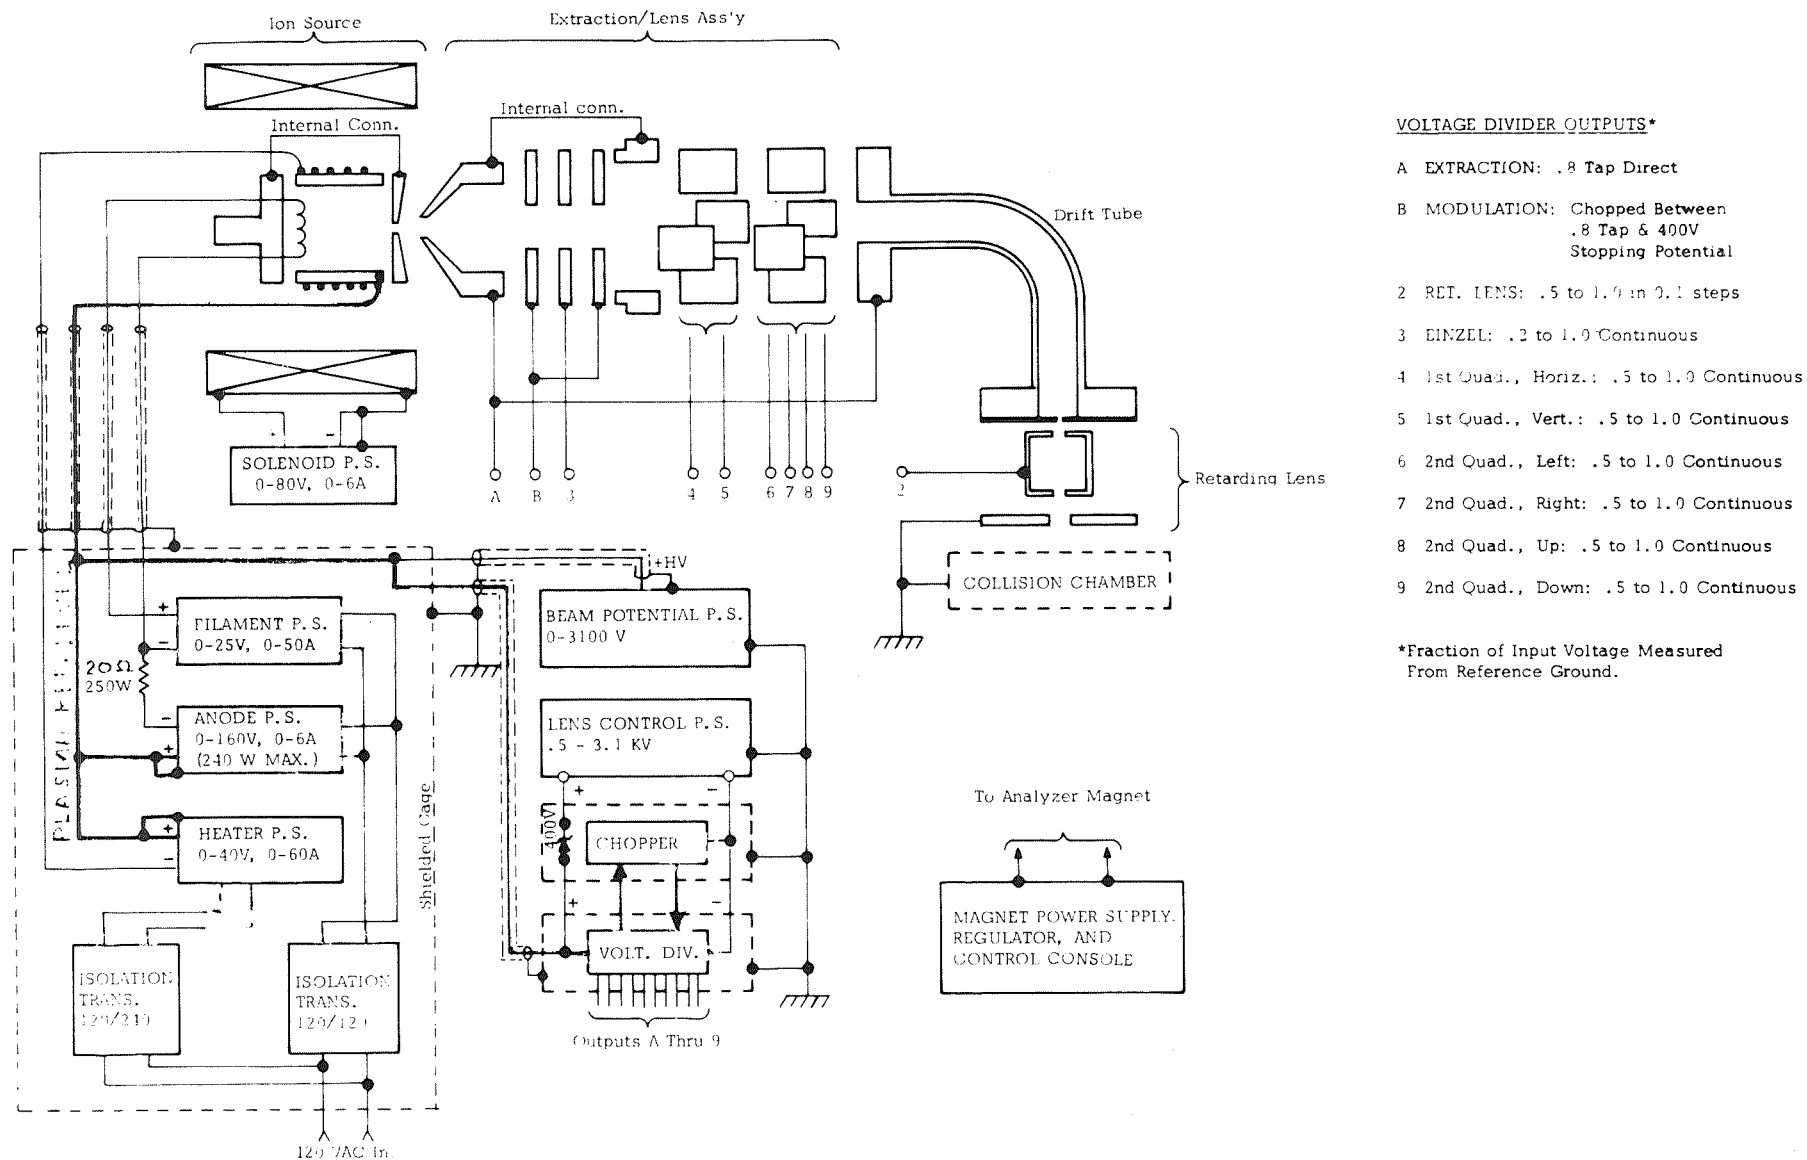 Ion Source
Extraction/Lens Ass'y
Internal Conn.
Internal conn.
Drift Tube
SOLENOID P.S.
0-80V, 0-6A
+
-
A
B
3
4
5
6
7
8
9
2
Retarding Lens
COLLISION CHAMBER
+HV
BEAM POTENTIAL P.S.
0-3100 V
LENS CONTROL P.S.
.5 - 3.1 KV
+
-
400V
CHOPPER
+
-
VOLT. DIV.
Outputs A Thru 9
PLASMA
+
FILAMENT P.S.
-
0-25V, 0-50A
20Ω
250W
-
ANODE P.S.
+
0-160V, 0-6A
(240 W MAX.)
+
HEATER P.S.
-
0-40V, 0-60A
Shielded Cage
ISOLATION
TRANS.
120/240
ISOLATION
TRANS.
120/120
120 VAC In.
To Analyzer Magnet
MAGNET POWER SUPPLY.
REGULATOR, AND
CONTROL CONSOLE
VOLTAGE DIVIDER OUTPUTS*
A EXTRACTION: .8 Tap Direct
B MODULATION: Chopped Between
.8 Tap & 400V
Stopping Potential
2 RET. LENS: .5 to 1.0 in 0.1 steps
3 EINZEL: to 1.0 Continuous
4 1st Quad., Horiz.: .5 to 1.0 Continuous
5 1st Quad., Vert.: .5 to 1.0 Continuous
6 2nd Quad., Left: .5 to 1.0 Continuous
7 2nd Quad., Right: .5 to 1.0 Continuous
8 2nd Quad., Up: .5 to 1.0 Continuous
9 2nd Quad., Down: .5 to 1.0 Continuous
*Fraction of Input Voltage Measured
From Reference Ground.